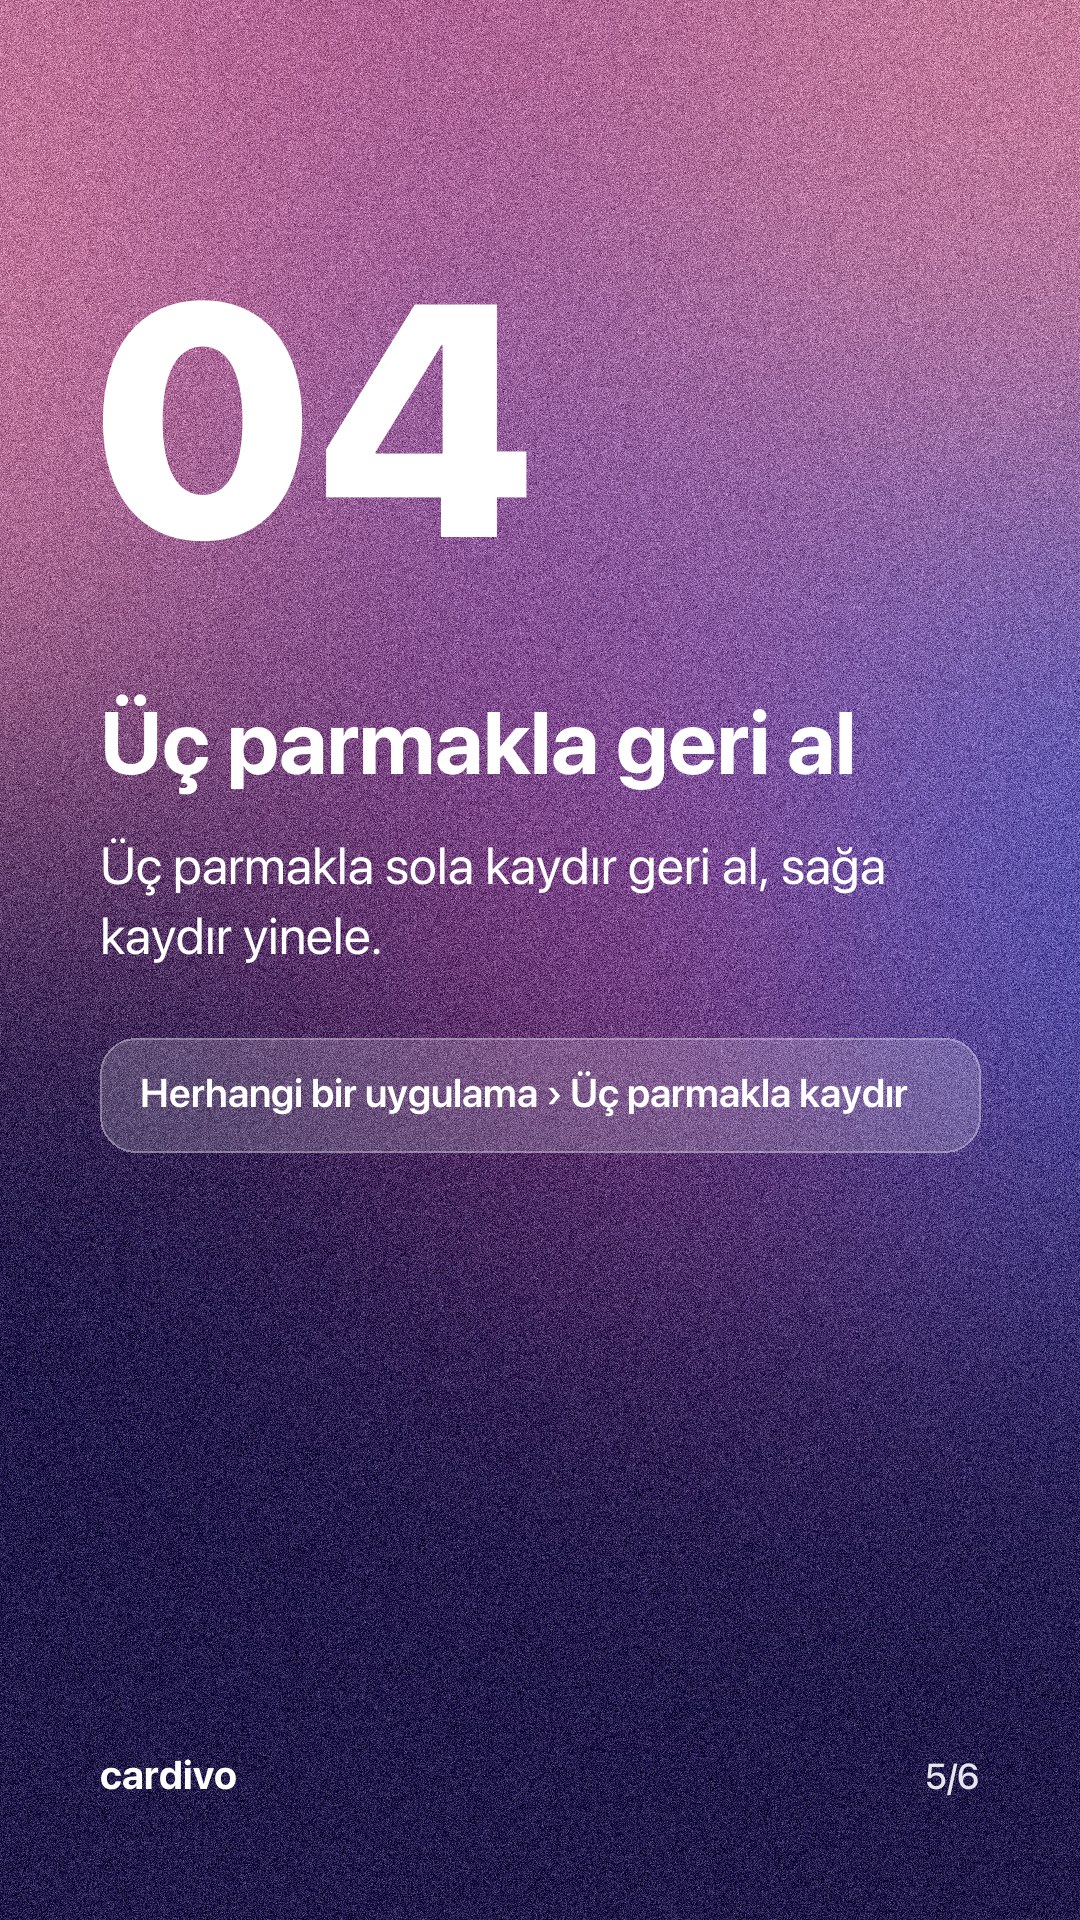 04
Üç parmakla geri al
Üç parmakla sola kaydır geri al, sağa
kaydır yinele.
Herhangi bir uygulama › Üç parmakla kaydır
cardivo
5/6